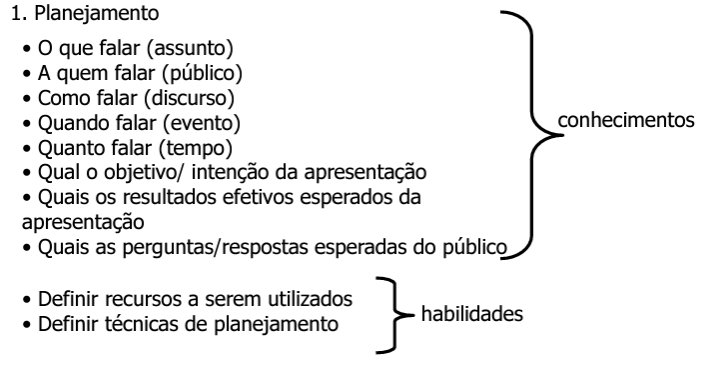 1. Planejamento
• O que falar (assunto)
• A quem falar (público)
• Como falar (discurso)
• Quando falar (evento)
• Quanto falar (tempo)
• Qual o objetivo/ intenção da apresentação
• Quais os resultados efetivos esperados da
apresentação
• Quais as perguntas/respostas esperadas do público
conhecimentos
• Definir recursos a serem utilizados
• Definir técnicas de planejamento
habilidades